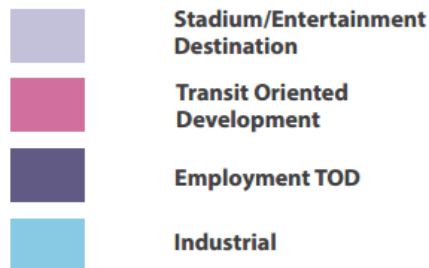 Stadium/Entertainment
Destination
Transit Oriented
Development
Employment TOD
Industrial